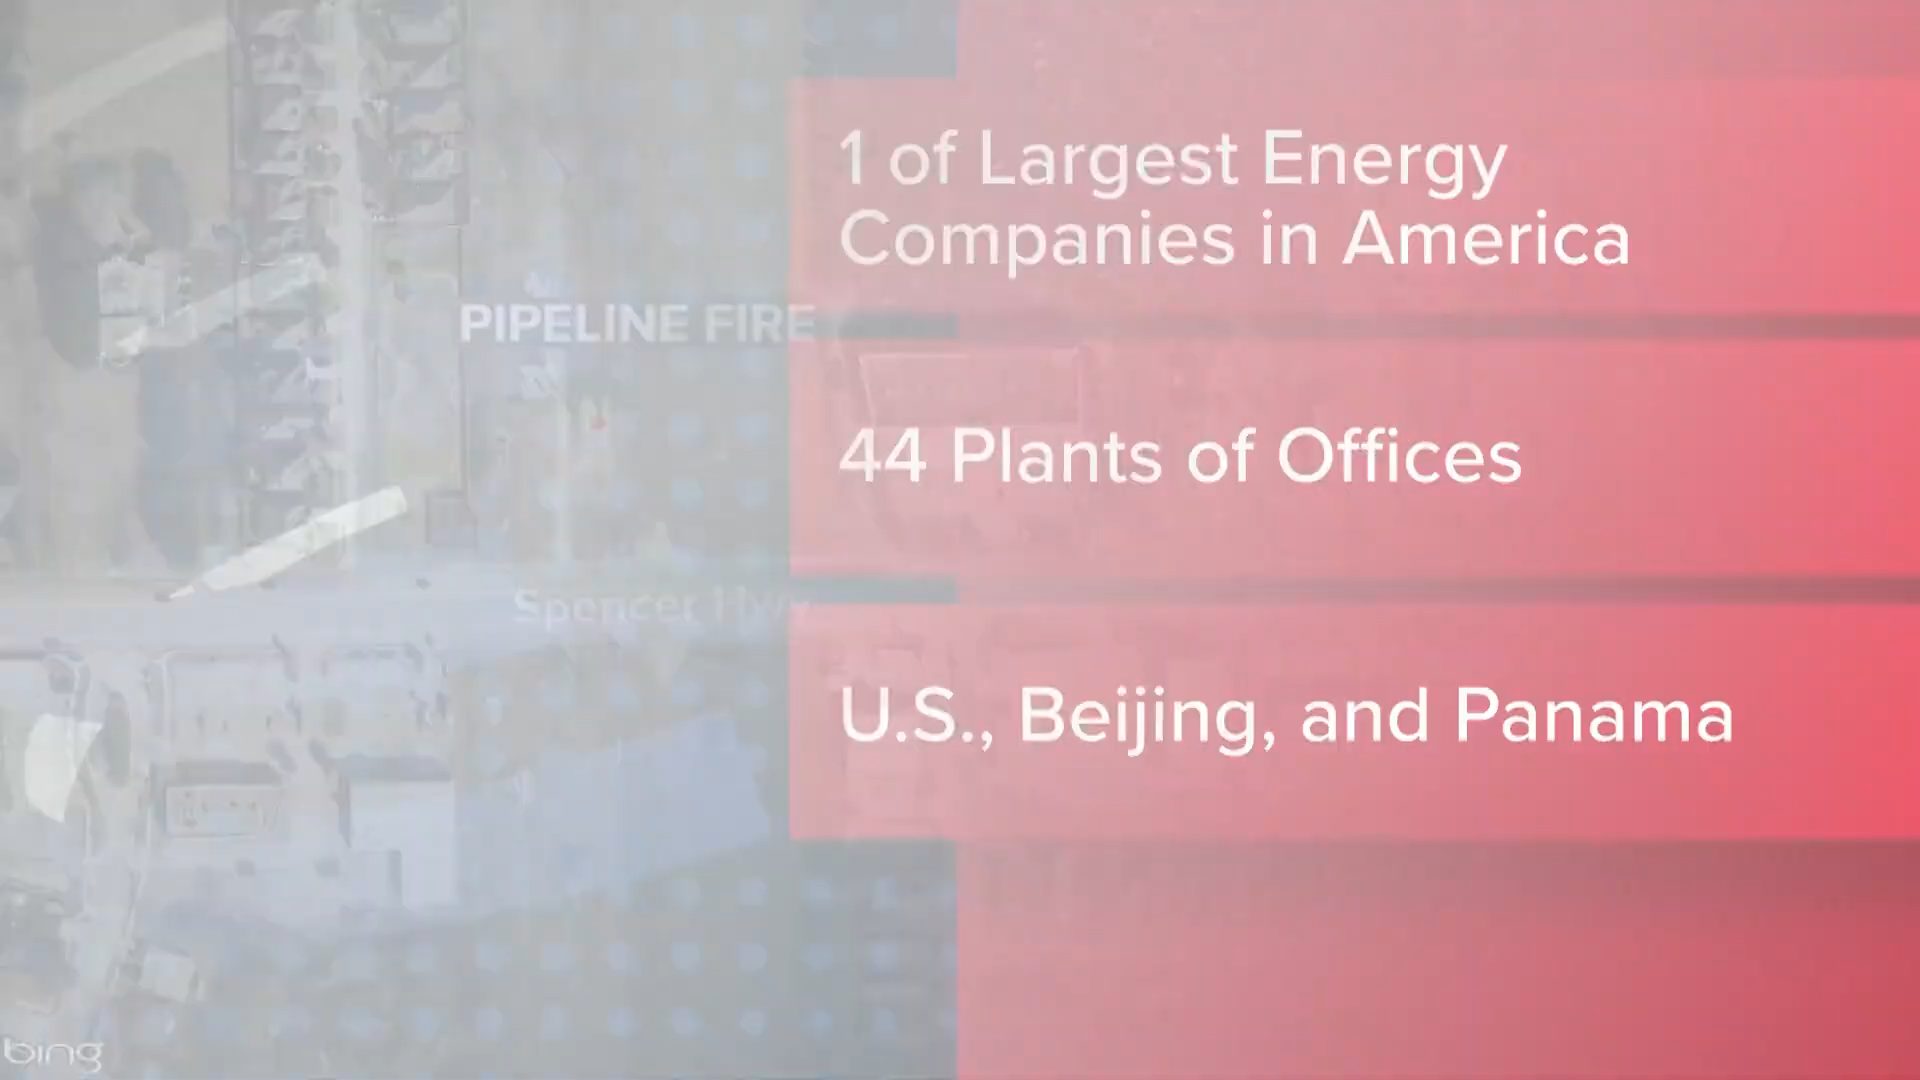 1 of Largest Energy
Companies in America
PIPELINE FIRE
44 Plants of Offices
Spencer Hwy
U.S., Beijing, and Panama
bing